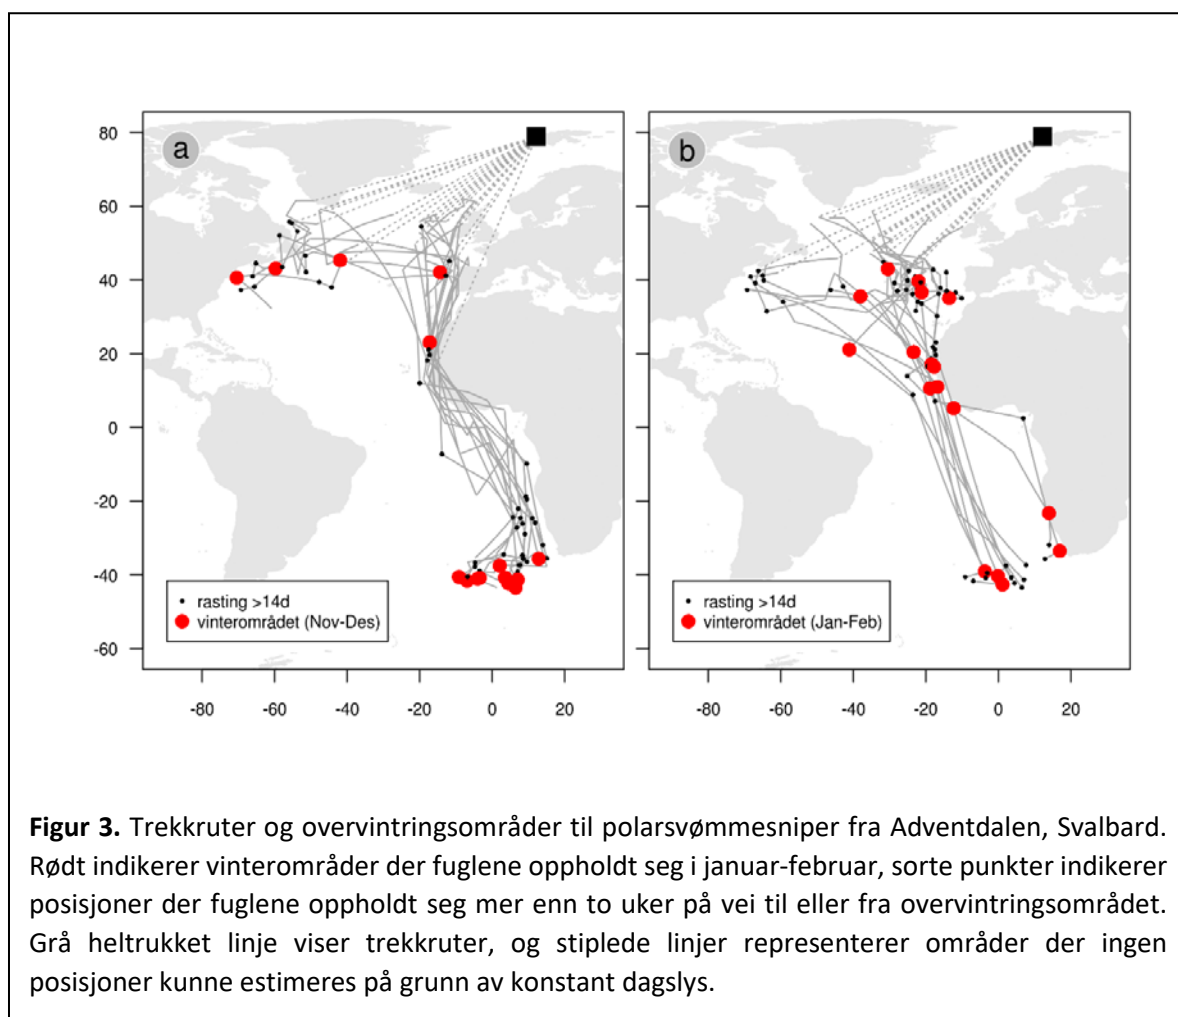 a
b
80
60
40
20
0
-20
-40
-60
rasting >14d
vinterområdet (Nov-Des)
rasting >14d
vinterområdet (Jan-Feb)
-80 -60 -40 -20 0 20
-80 -60 -40 -20 0 20
Figur 3. Trekkruter og overvintringsområder til polarsvømmesniper fra Adventdalen, Svalbard.
Rødt indikerer vinterområder der fuglene oppholdt seg i januar-februar, sorte punkter indikerer
posisjoner der fuglene oppholdt seg mer enn to uker på vei til eller fra overvintringsområdet.
Grå heltrukket linje viser trekkruter, og stiplede linjer representerer områder der ingen
posisjoner kunne estimeres på grunn av konstant dagslys.